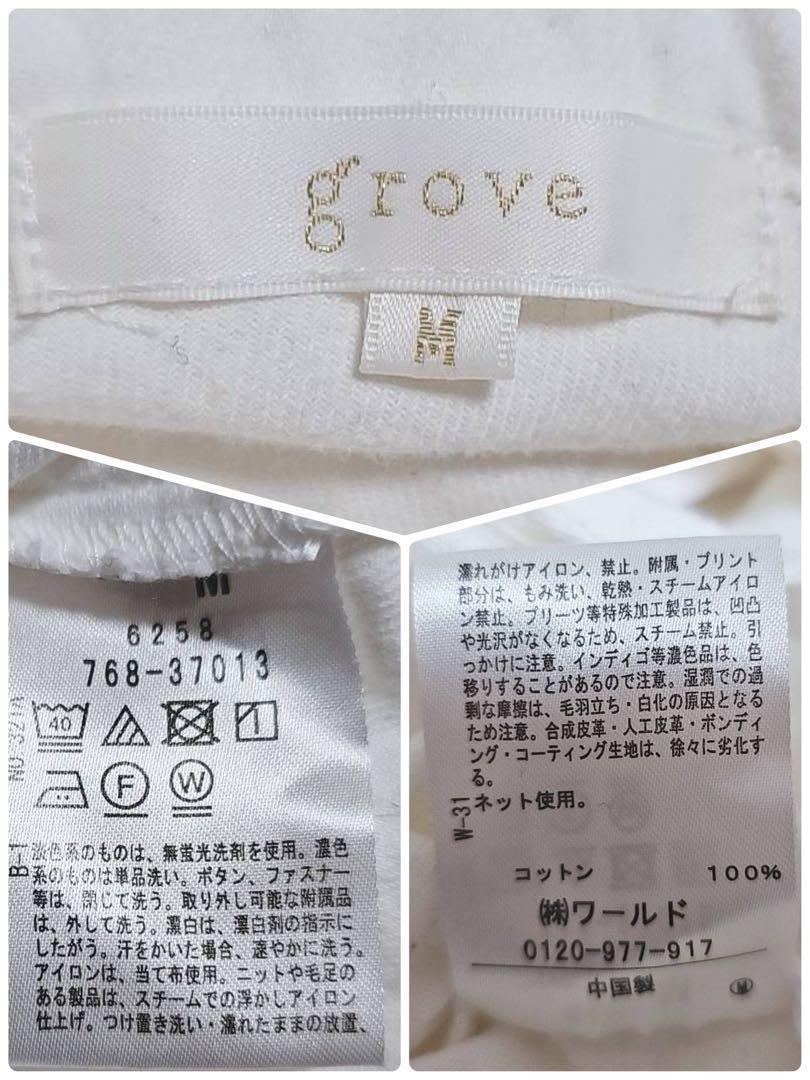 grove
M
M
6258
768-37013
40
F
W
NO 321A
B-1
淡色系のものは、無蛍光洗剤を使用。濃色
系のものは単品洗い。ボタン、ファスナー
等は、閉じて洗う。取り外し可能な附属品
は、外して洗う。漂白は、漂白剤の指示に
したがう。汗をかいた場合、速やかに洗う。
アイロンは、当て布使用。ニットや毛足の
ある製品は、スチームでの浮かしアイロン
仕上げ。つけ置き洗い・濡れたままの放置、
濡れがけアイロン、禁止。附属・プリント
部分は、もみ洗い、乾熱・スチームアイロ
ン禁止。プリーツ等特殊加工製品は、凹凸
や光沢がなくなるため、スチーム禁止。引
っかけに注意。インディゴ等濃色品は、色
移りすることがあるので注意。湿潤での過
剰な摩擦は、毛羽立ち・白化の原因となる
ため注意。合成皮革・人工皮革・ボンディ
ング・コーティング生地は、徐々に劣化す
る。
ネット使用。
W-31
コットン 100%
㈱ワールド
0120-977-917
中国製 M